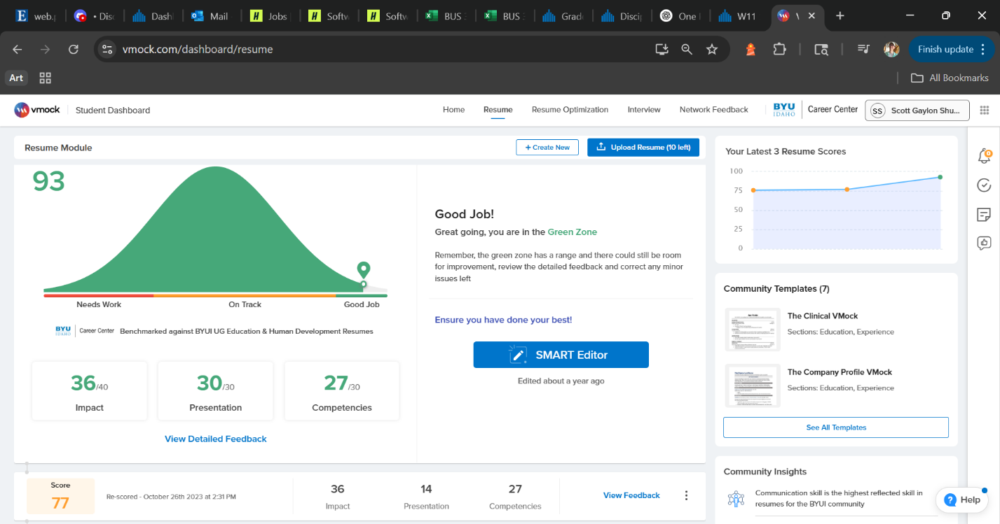 web.p
• Disc
Dash
Mail
Jobs
Softw
Softw
BUS
BUS
Grad
Discip
One
W11
vmock.com/dashboard/resume
Finish update
Art
All Bookmarks
vmock
Student Dashboard
Home
Resume
Resume Optimization
Interview
Network Feedback
BYU
IDAHO
Career Center
SS
Scott Gaylon Shu...
Resume Module
+ Create New
Upload Resume (10 left)
93
Needs Work
On Track
Good Job
BYU
IDAHO
Career Center
Benchmarked against BYUI UG Education & Human Development Resumes
36/40
Impact
30/30
Presentation
27/30
Competencies
View Detailed Feedback
Good Job!
Great going, you are in the Green Zone
Remember, the green zone has a range and there could still be room
for improvement, review the detailed feedback and correct any minor
issues left
Ensure you have done your best!
SMART Editor
Edited about a year ago
Score
77
Re-scored - October 26th 2023 at 2:31 PM
36
Impact
14
Presentation
27
Competencies
View Feedback
Your Latest 3 Resume Scores
100
75
50
25
0
Community Templates (7)
The Clinical VMock
Sections: Education, Experience
The Company Profile VMock
Sections: Education, Experience
See All Templates
Community Insights
Communication skill is the highest reflected skill in
resumes for the BYUI community
0
? Help